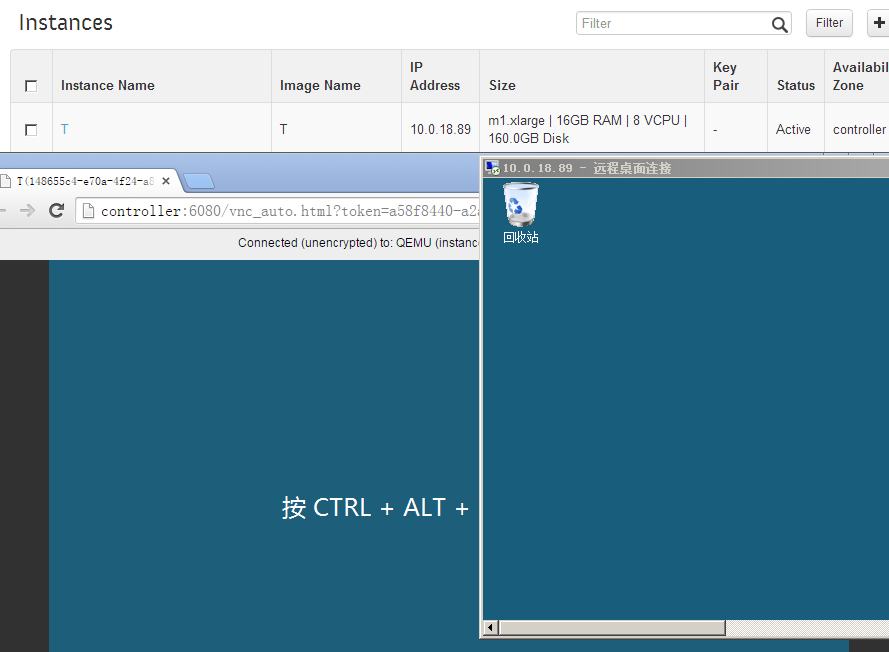 Instances
Filter
Filter
IP
Key
Availabil
Instance Name
Image Name
Address
Size
Pair
Status
Zone
T
T
10.0.18.89
m1.xlarge | 16GB RAM | 8 VCPU |
160.0GB Disk
-
Active
controller
T(148655c4-e70a-4f24-a8
controller:6080/vnc_auto.html?token=a58f8440-a2
Connected (unencrypted) to: QEMU (instanc
按 CTRL + ALT +
10.0.18.89 - 远程桌面连接
回收站